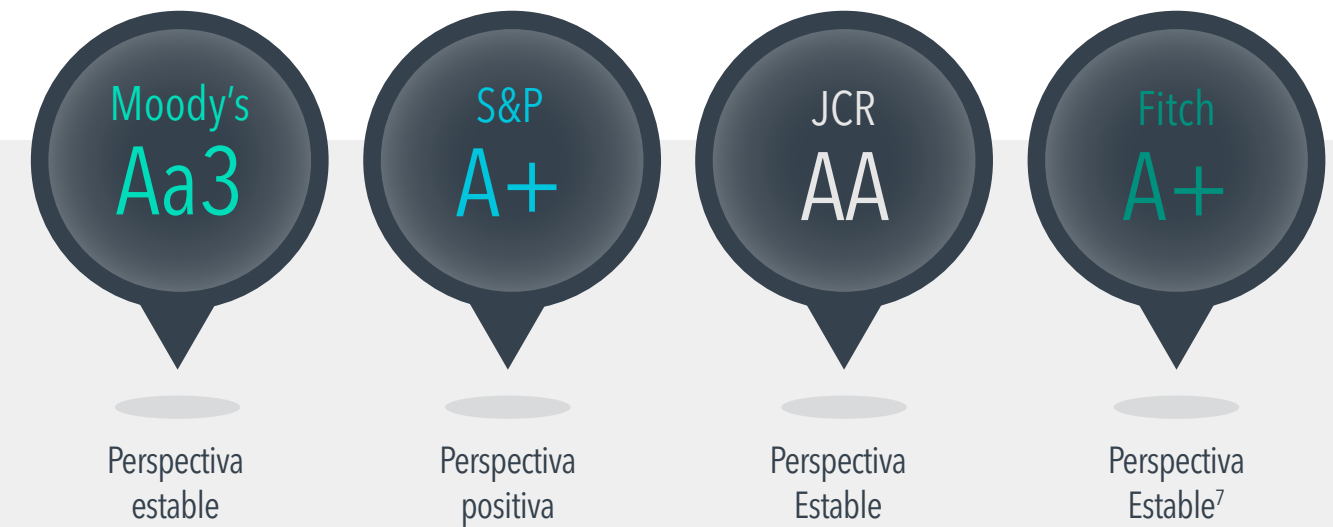 Moody's
Aa3
Perspectiva
estable
S&P
A+
Perspectiva
positiva
JCR
AA
Perspectiva
Estable
Fitch
A+
Perspectiva
Estable⁷